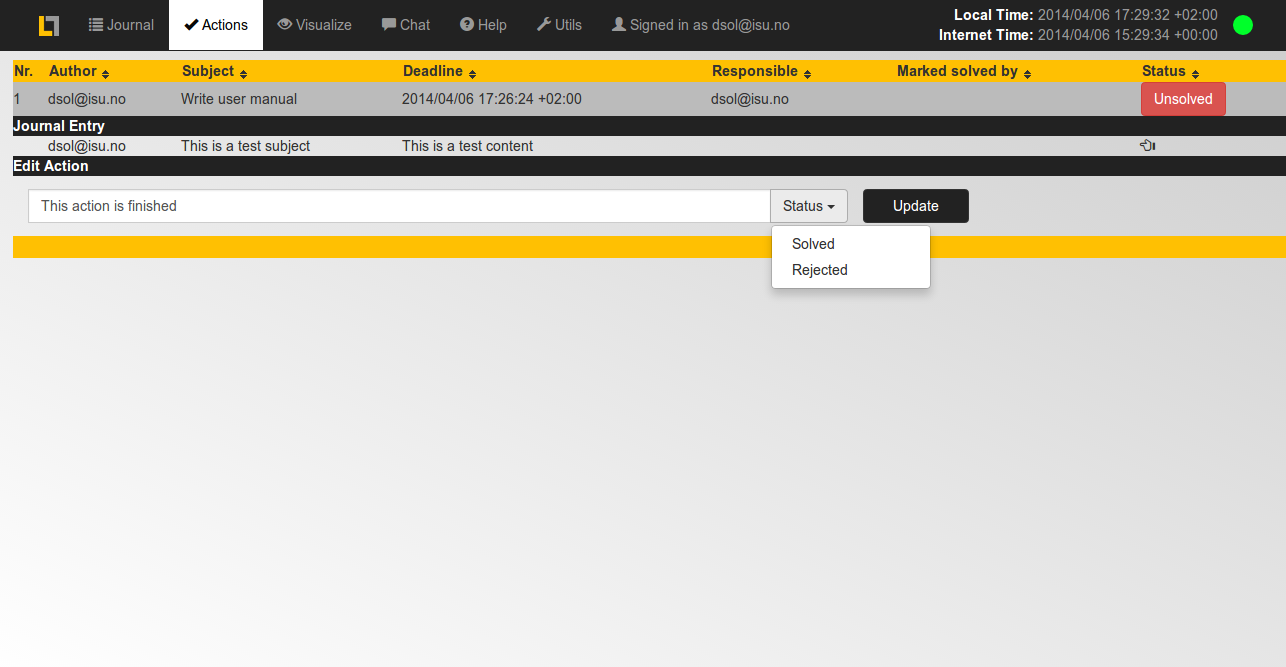 Journal Actions Visualize Chat Help Utils Signed in as dsol@isu.no
Local Time: 2014/04/06 17:29:32 +02:00
Internet Time: 2014/04/06 15:29:34 +00:00
Nr. Author Subject Deadline Responsible Marked solved by Status
1 dsol@isu.no Write user manual 2014/04/06 17:26:24 +02:00 dsol@isu.no Unsolved
Journal Entry
dsol@isu.no This is a test subject This is a test content
Edit Action
This action is finished Status Update
Solved
Rejected